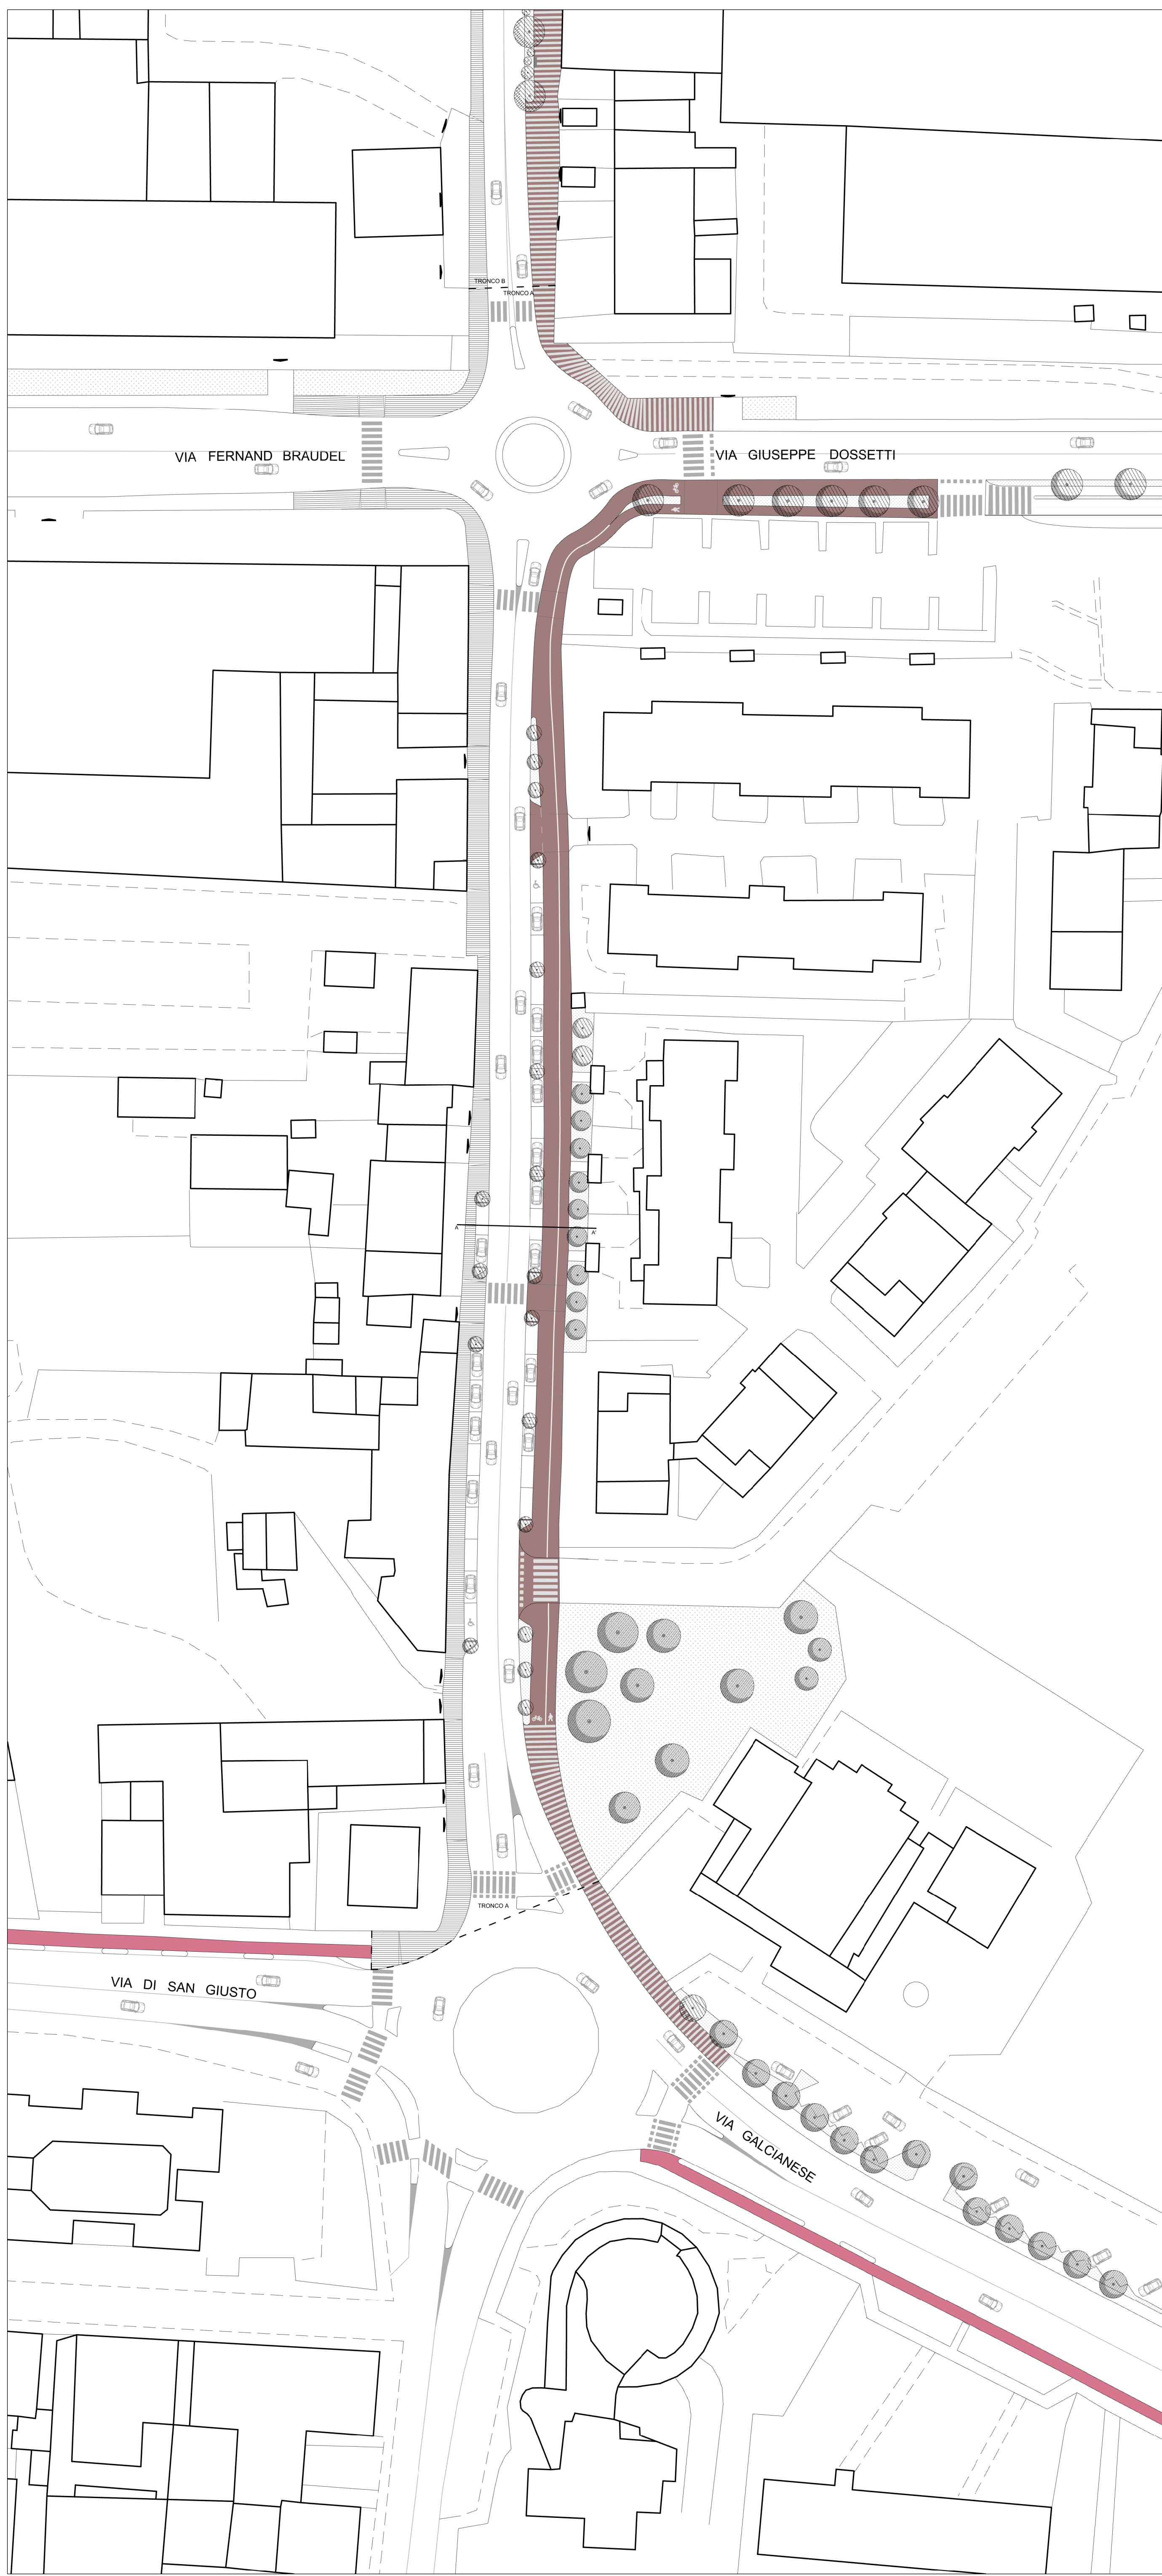 TRONCO B
TRONCO A
VIA FERNAND BRAUDEL
VIA GIUSEPPE DOSSETTI
A
A'
TRONCO A
VIA DI SAN GIUSTO
VIA GALCIANESE